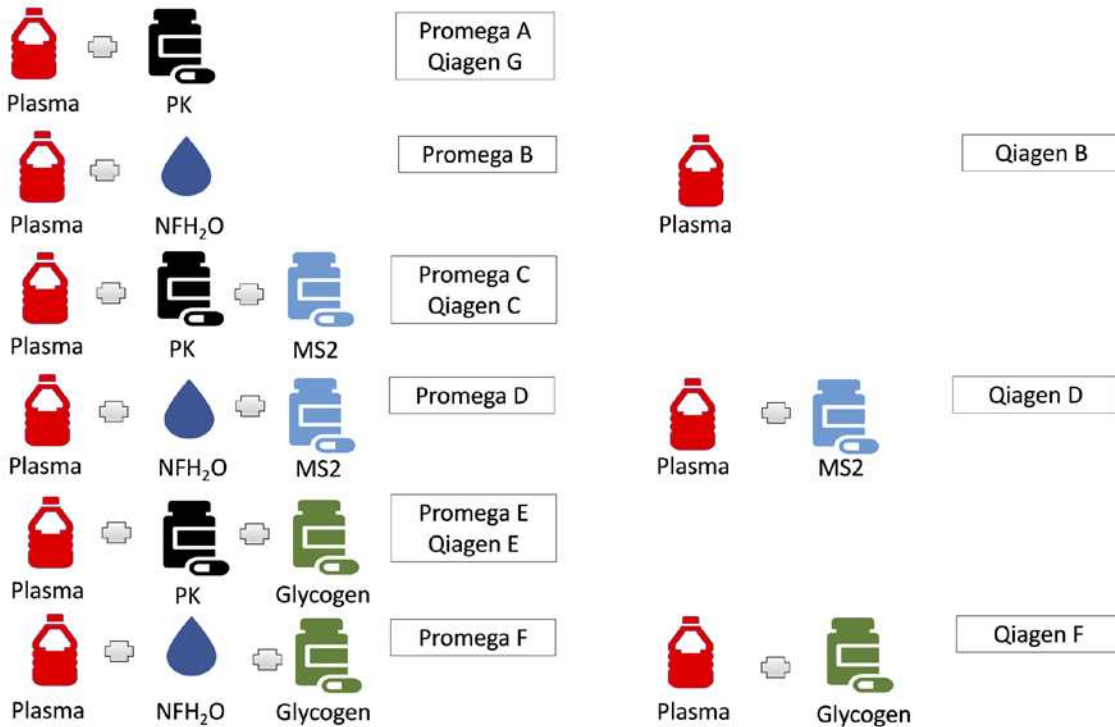 Promega A
Qiagen G
Plasma
PK
Promega B
Qiagen B
Plasma
NFH₂O
Plasma
Promega C
Qiagen C
Plasma
PK
MS2
Promega D
Qiagen D
Plasma
NFH₂O
MS2
Plasma
MS2
Promega E
Qiagen E
Plasma
PK
Glycogen
Promega F
Qiagen F
Plasma
NFH₂O
Glycogen
Plasma
Glycogen